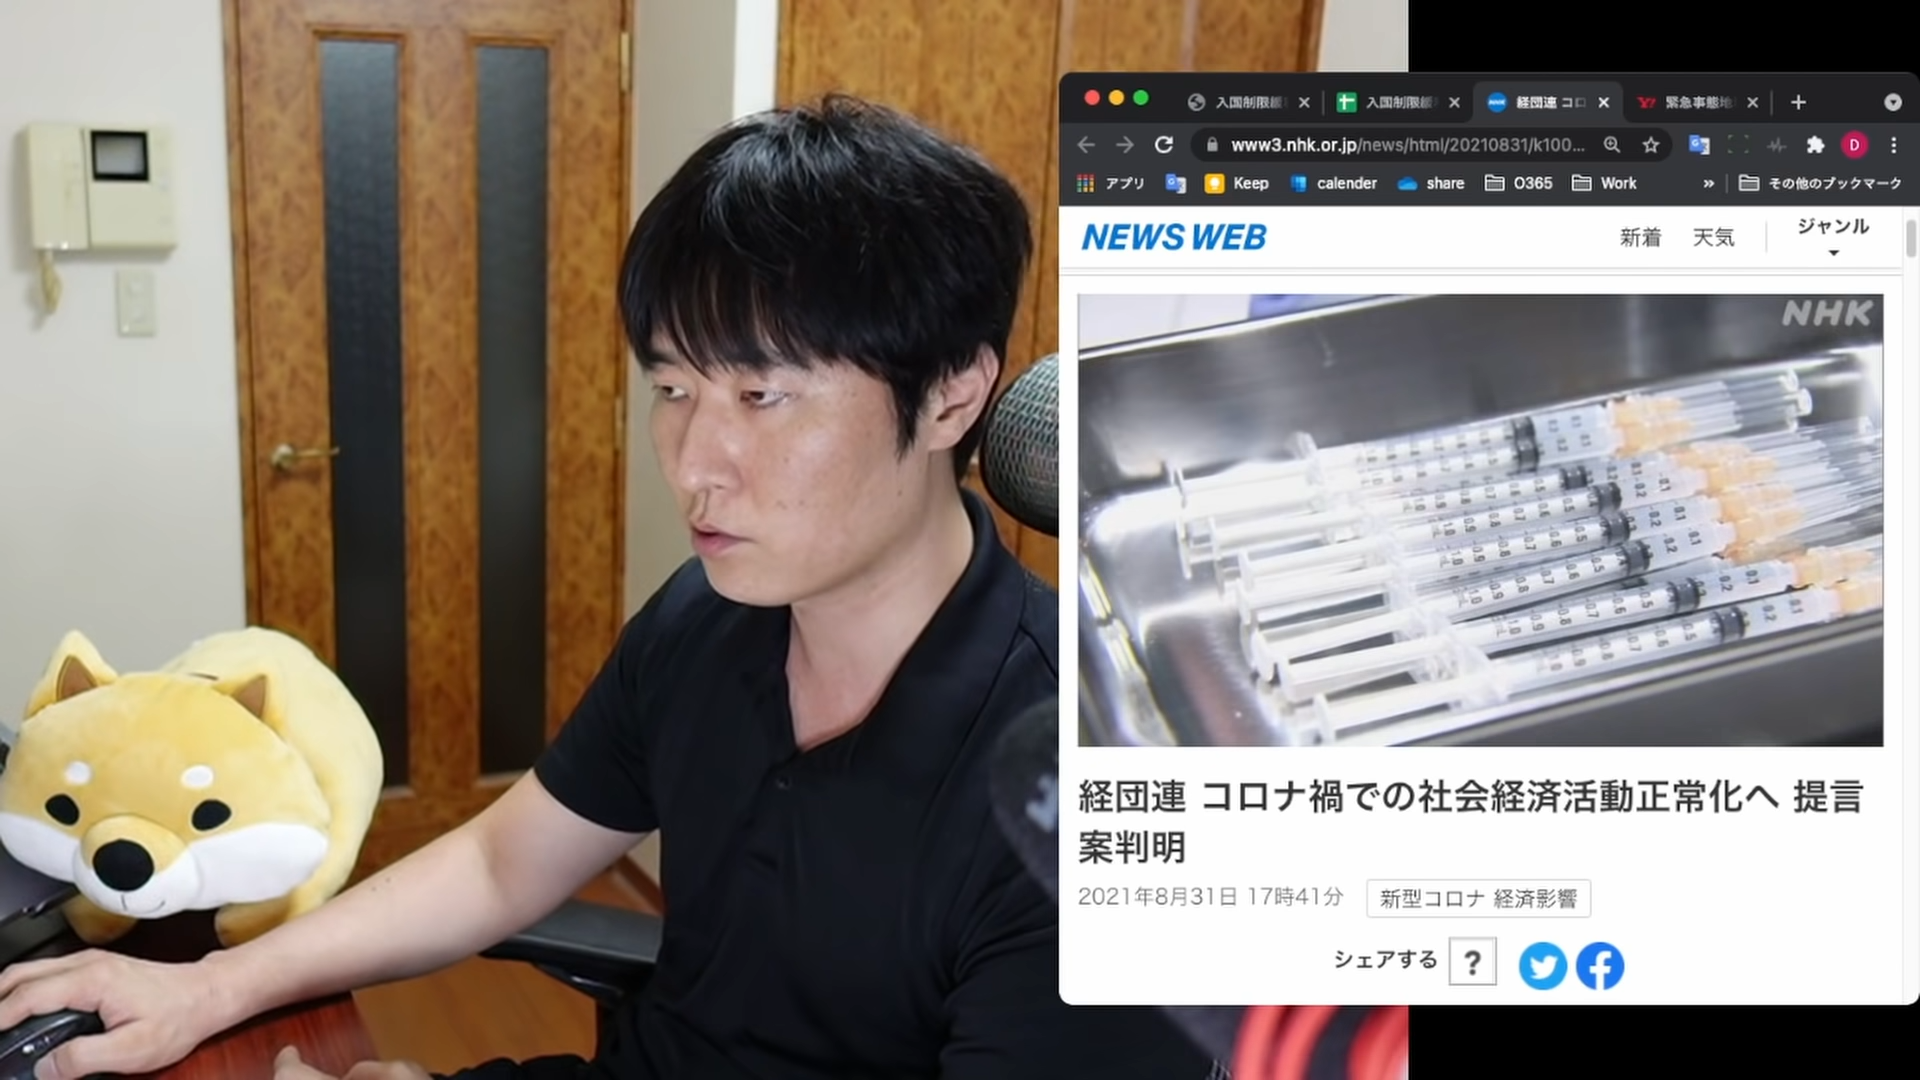 入国制限緩
入国制限緩
経団連 コロ
緊急事態地
www3.nhk.or.jp/news/html/20210831/k100...
D
アプリ
Keep
calender
share
O365
Work
»
その他のブックマーク
NEWS WEB
新着
天気
ジャンル
NHK
経団連 コロナ禍での社会経済活動正常化へ 提言
案判明
2021年8月31日 17時41分
新型コロナ 経済影響
シェアする
?